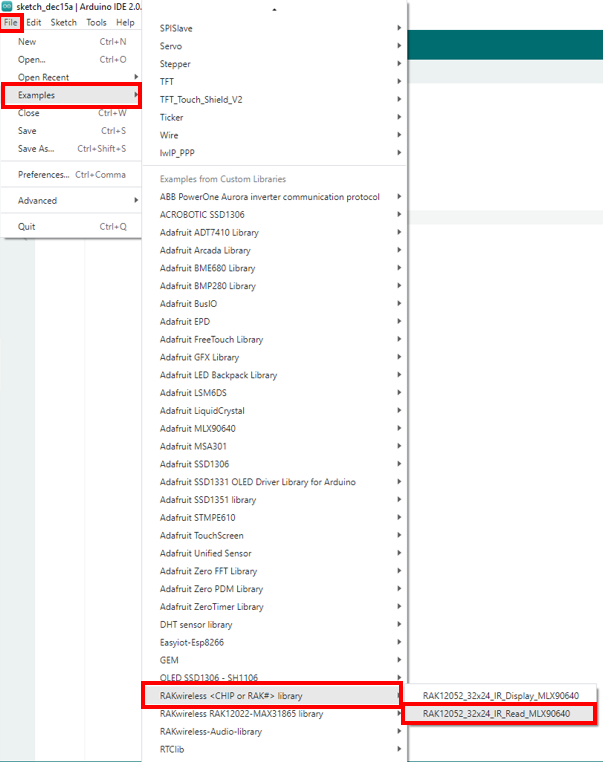 sketch_dec15a | Arduino IDE 2.0.
File Edit Sketch Tools Help
New Ctrl+N
Open... Ctrl+O
Open Recent
Examples
Close Ctrl+W
Save Ctrl+S
Save As... Ctrl+Shift+S
Preferences... Ctrl+Comma
Advanced
Quit Ctrl+Q
SPISlave
Servo
Stepper
TFT
TFT_Touch_Shield_V2
Ticker
Wire
lwIP_PPP
Examples from Custom Libraries
ABB PowerOne Aurora inverter communication protocol
ACROBOTIC SSD1306
Adafruit ADT7410 Library
Adafruit Arcada Library
Adafruit BME680 Library
Adafruit BMP280 Library
Adafruit BusIO
Adafruit EPD
Adafruit FreeTouch Library
Adafruit GFX Library
Adafruit LED Backpack Library
Adafruit LSM6DS
Adafruit LiquidCrystal
Adafruit MLX90640
Adafruit MSA301
Adafruit SSD1306
Adafruit SSD1331 OLED Driver Library for Arduino
Adafruit SSD1351 library
Adafruit STMPE610
Adafruit TouchScreen
Adafruit Unified Sensor
Adafruit Zero FFT Library
Adafruit Zero PDM Library
Adafruit ZeroTimer Library
DHT sensor library
Easyiot-Esp8266
GEM
OLED SSD1306 - SH1106
RAKwireless <CHIP or RAK#> library
RAKwireless RAK12022-MAX31865 library
RAKwireless-Audio-library
RTClib
RAK12052_32x24_IR_Display_MLX90640
RAK12052_32x24_IR_Read_MLX90640